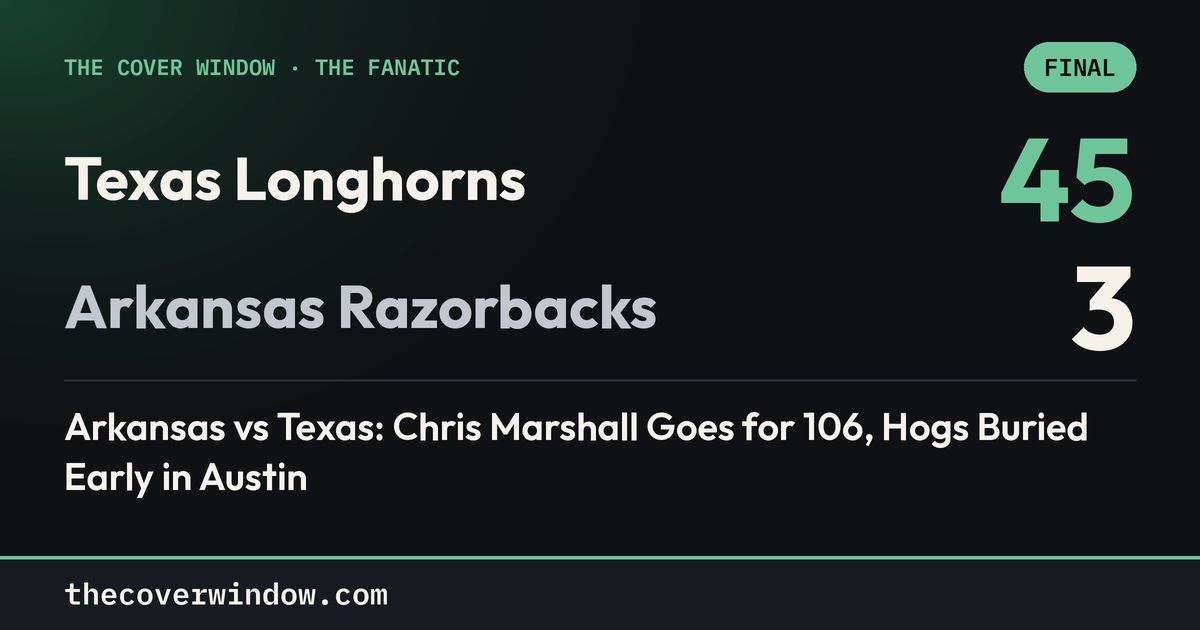 THE COVER WINDOW · THE FANATIC
FINAL
Texas Longhorns 45
Arkansas Razorbacks 3
Arkansas vs Texas: Chris Marshall Goes for 106, Hogs Buried
Early in Austin
thecoverwindow.com